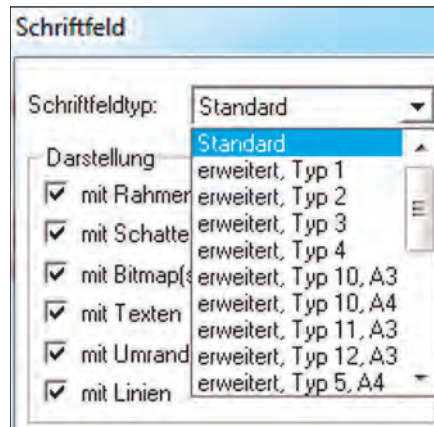 Schriftfeld
Schriftfeldtyp: Standard
Standard
Darstellung
erweitert, Typ 1
mit Rahmen
erweitert, Typ 2
mit Schatte
erweitert, Typ 3
erweitert, Typ 4
mit Bitmap(s
erweitert, Typ 10, A3
mit Texten
erweitert, Typ 10, A4
erweitert, Typ 11, A3
mit Umrand
erweitert, Typ 12, A3
mit Linien
erweitert, Typ 5, A4